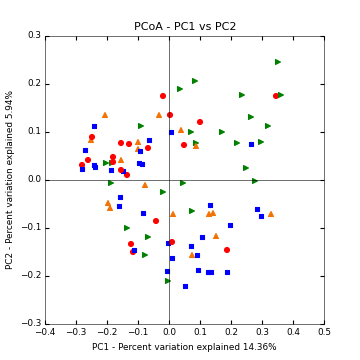 PCoA - PC1 vs PC2
0.3
0.2
0.1
0.0
−0.1
−0.2
−0.3
PC2 - Percent variation explained 5.94%
−0.4 −0.3 −0.2 −0.1 0.0 0.1 0.2 0.3 0.4 0.5
PC1 - Percent variation explained 14.36%